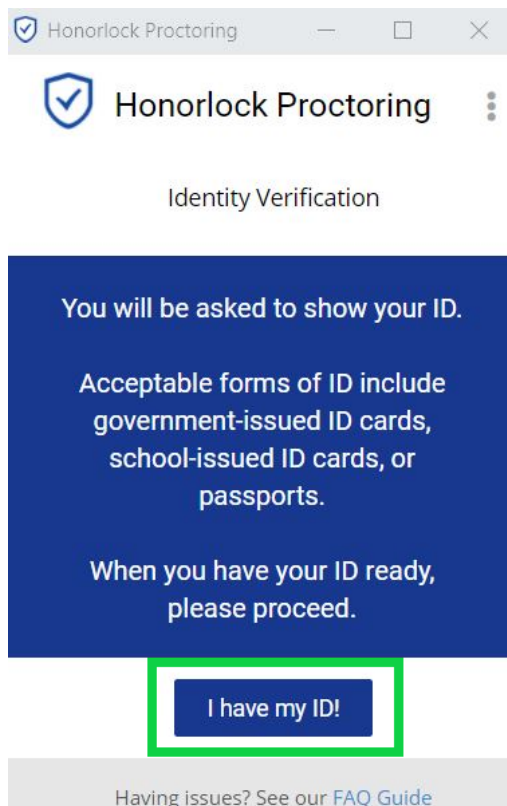 Honorlock Proctoring
Honorlock Proctoring
Identity Verification
You will be asked to show your ID.
Acceptable forms of ID include
government-issued ID cards,
school-issued ID cards, or
passports.
When you have your ID ready,
please proceed.
I have my ID!
Having issues? See our FAQ Guide